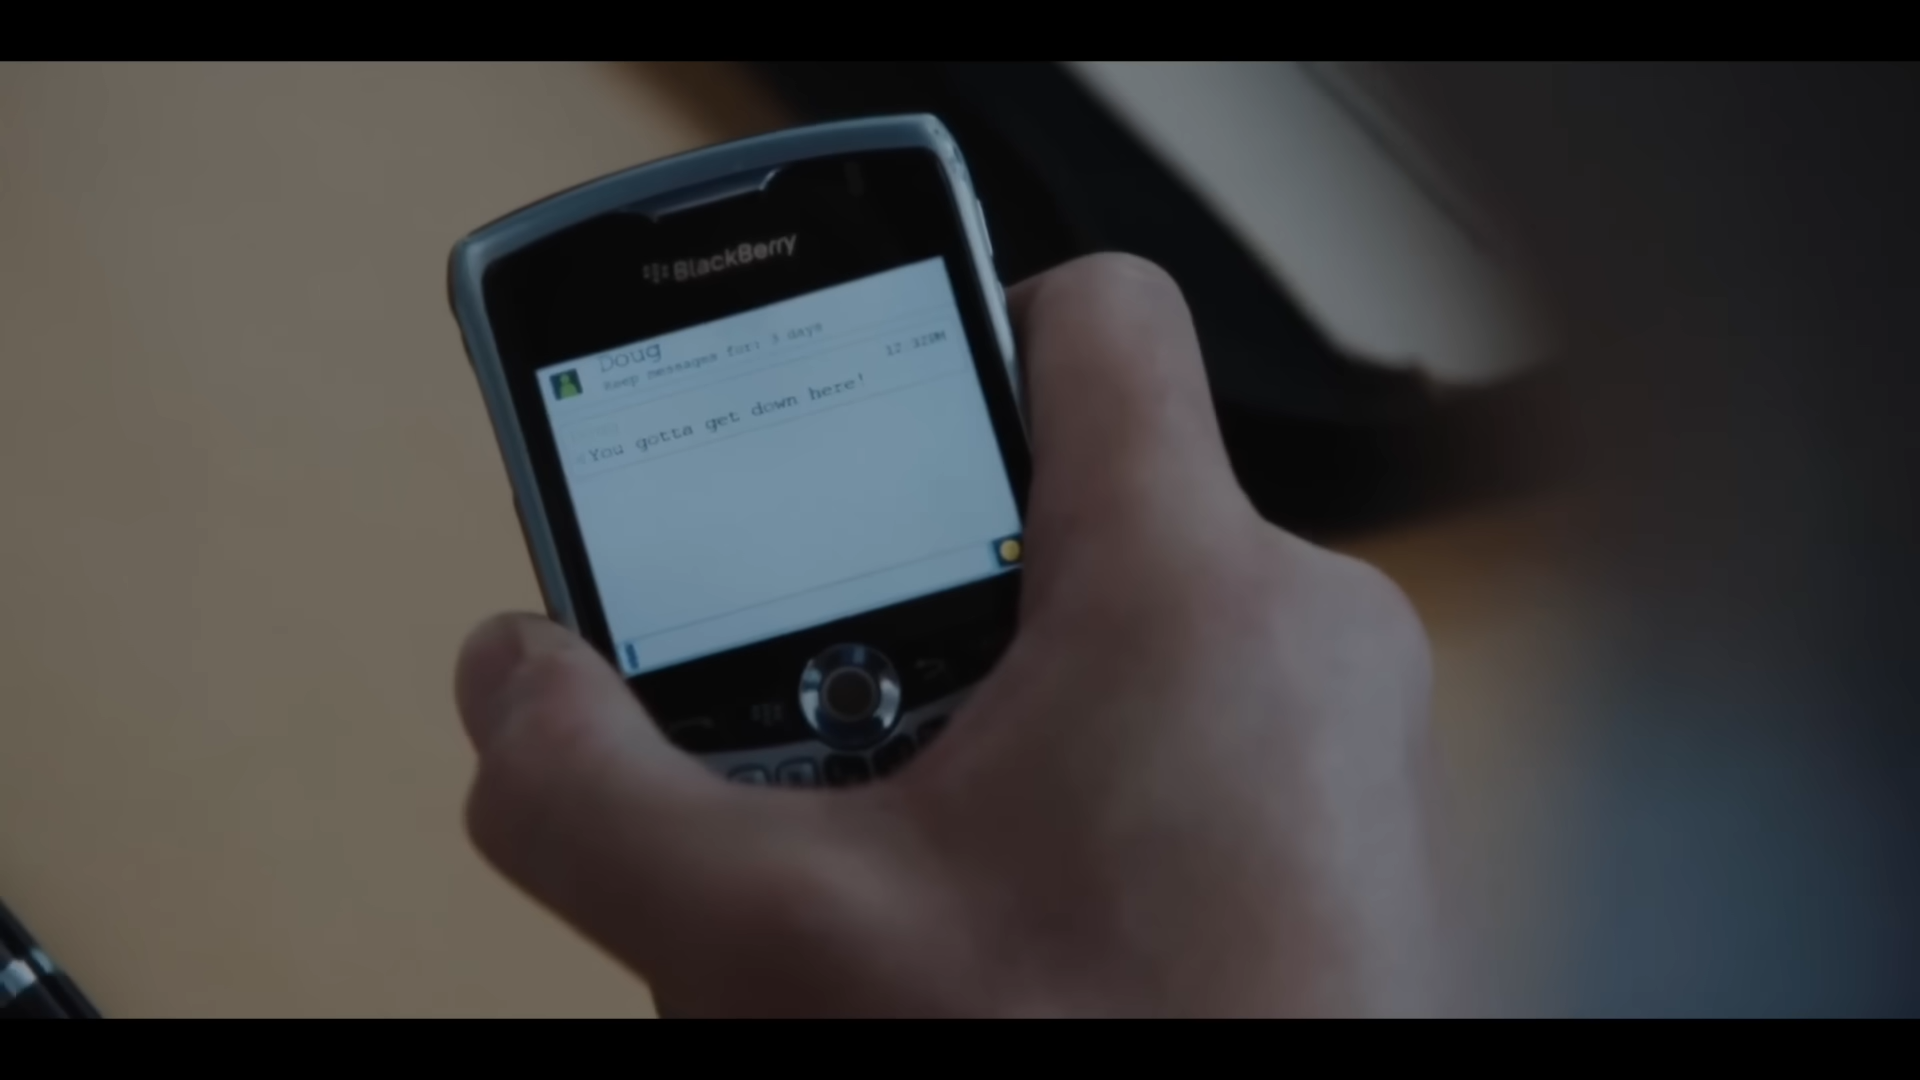 BlackBerry
Doug
Keep messages for: 3 days
12:32PM
You gotta get down here!